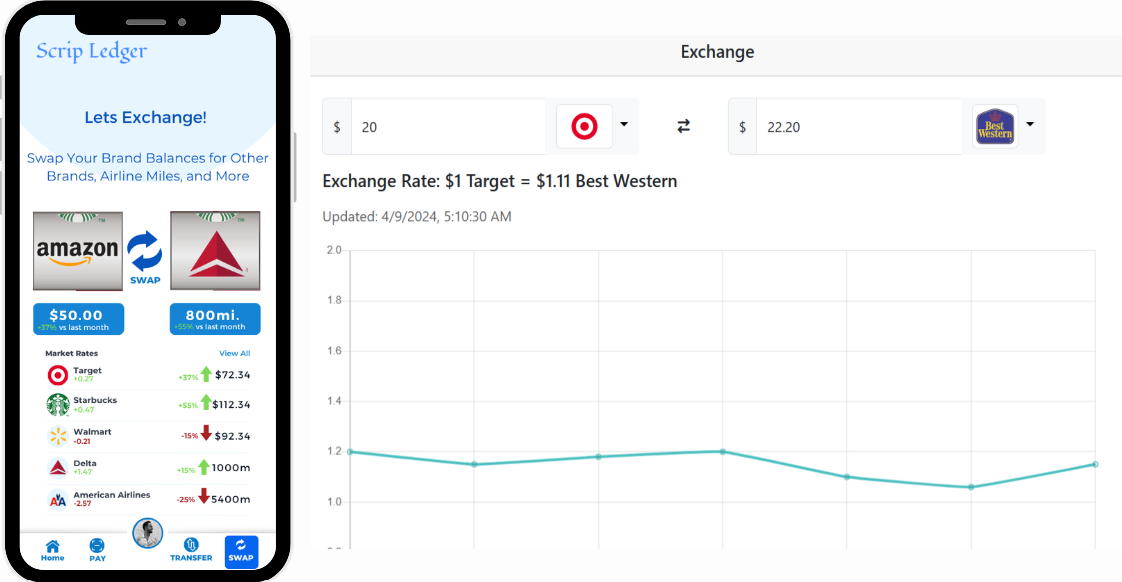 Scrip Ledger
Lets Exchange!
Swap Your Brand Balances for Other
Brands, Airline Miles, and More
TM
TM
amazon
SWAP
$50.00
+37% vs last month
800mi.
+55% vs last month
Market Rates
View All
Target
+0.27
+37%
$72.34
Starbucks
+0.47
+55%
$112.34
Walmart
-0.21
-15%
$92.34
Delta
+1.47
+15%
1000m
American Airlines
-2.57
-25%
5400m
AA
Home
PAY
TRANSFER
SWAP
Exchange
$
20
$
22.20
Best
Western
Exchange Rate: $1 Target = $1.11 Best Western
Updated: 4/9/2024, 5:10:30 AM
2.0
1.8
1.6
1.4
1.2
1.0